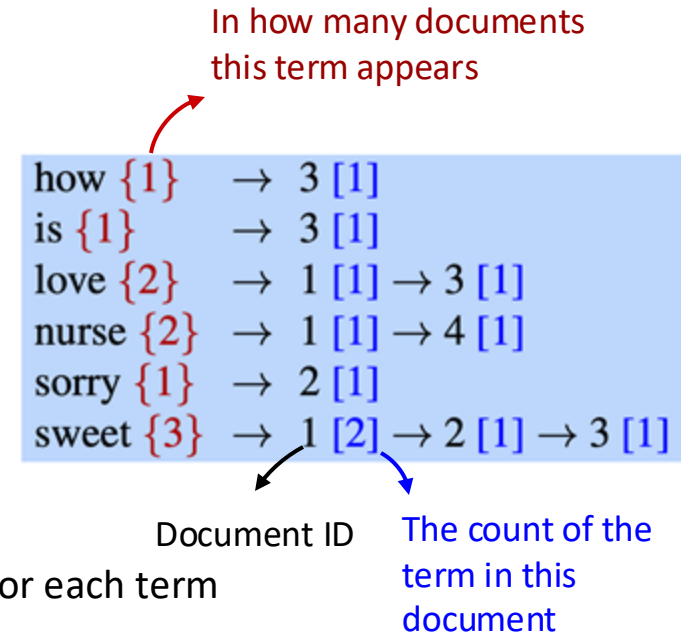 In how many documents
this term appears
how {1} → 3 [1]
is {1} → 3 [1]
love {2} → 1 [1] → 3 [1]
nurse {2} → 1 [1] → 4 [1]
sorry {1} → 2 [1]
sweet {3} → 1 [2] → 2 [1] → 3 [1]
Document ID
The count of the
term in this
document
or each term